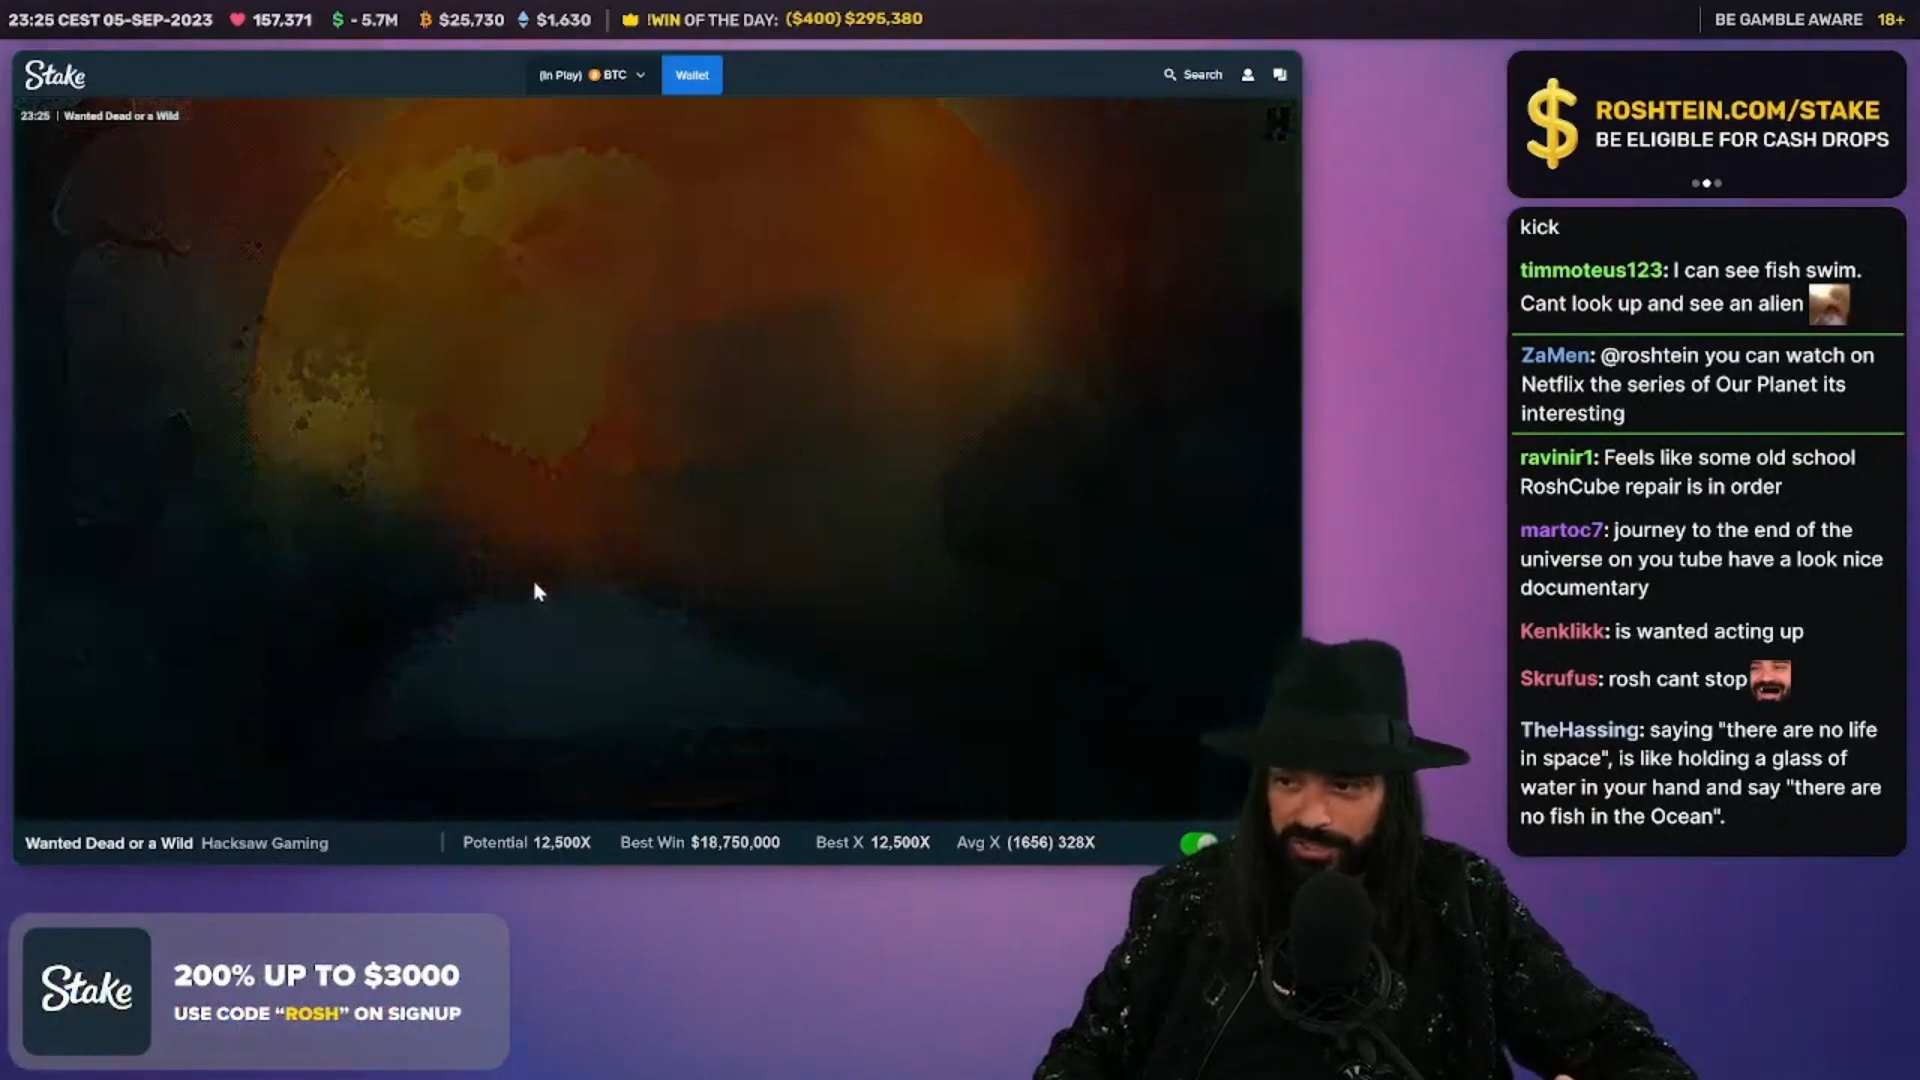 23:25 CEST 05-SEP-2023 157,371 $ - 5.7M $25,730 $1,630 !WIN OF THE DAY: ($400) $295,380
BE GAMBLE AWARE 18+
Stake
(In Play) BTC
Wallet
Search
23:25 | Wanted Dead or a Wild
ROSHTEIN.COM/STAKE
BE ELIGIBLE FOR CASH DROPS
kick
timmoteus123: I can see fish swim.
Cant look up and see an alien
ZaMen: @roshtein you can watch on
Netflix the series of Our Planet its
interesting
ravinir1: Feels like some old school
RoshCube repair is in order
martoc7: journey to the end of the
universe on you tube have a look nice
documentary
Kenklikk: is wanted acting up
Skrufus: rosh cant stop
TheHassing: saying "there are no life
in space", is like holding a glass of
water in your hand and say "there are
no fish in the Ocean".
Wanted Dead or a Wild Hacksaw Gaming
Potential 12,500X Best Win $18,750,000 Best X 12,500X Avg X (1656) 328X
Stake
200% UP TO $3000
USE CODE “ROSH” ON SIGNUP